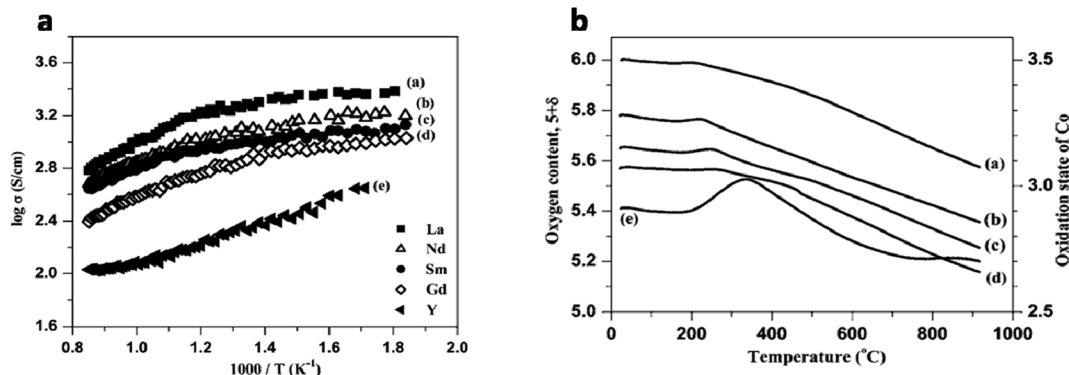 a
log σ (S/cm)
3.6
3.2
2.8
2.4
2.0
1.6
0.8
1.0
1.2
1.4
1.6
1.8
2.0
1000 / T (K⁻¹)
(a)
(b)
(c)
(d)
(e)
La
Nd
Sm
Gd
Y
b
Oxygen content, 5+δ
6.0
5.8
5.6
5.4
5.2
5.0
0
200
400
600
800
1000
Temperature (°C)
3.5
3.0
2.5
Oxidation state of Co
(a)
(b)
(c)
(d)
(e)